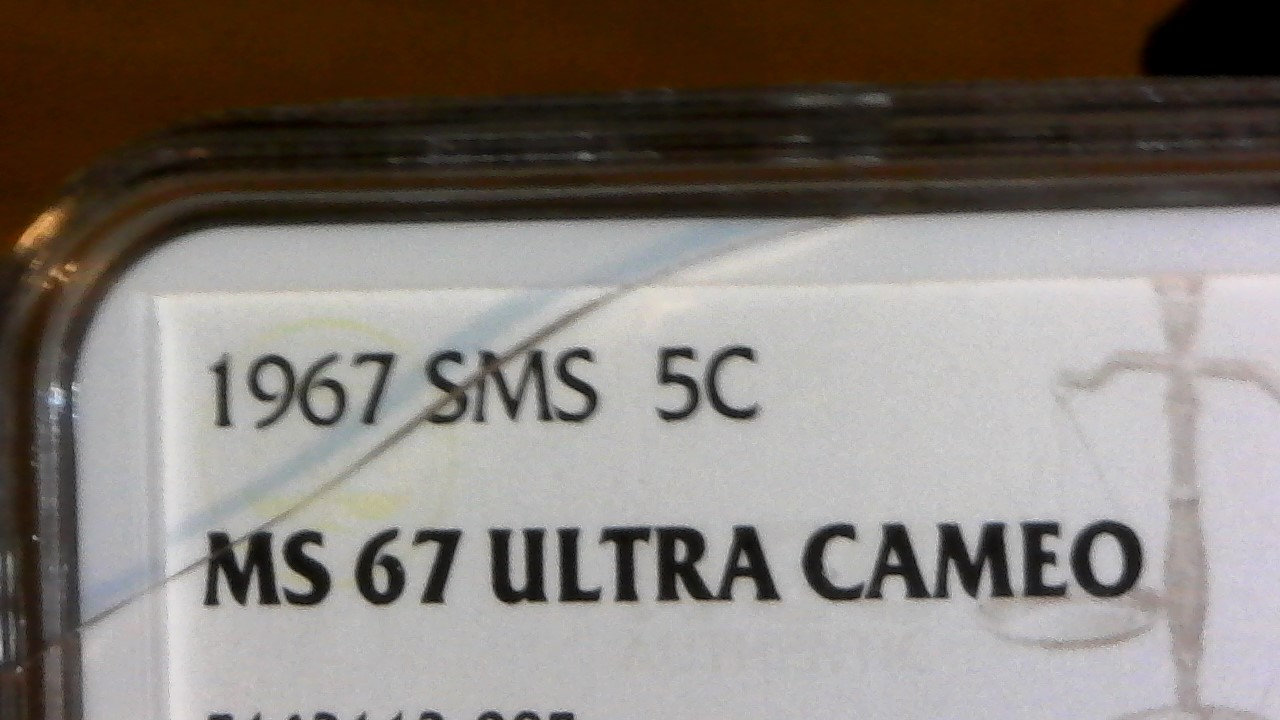 1967 SMS 5C
MS 67 ULTRA CAMEO